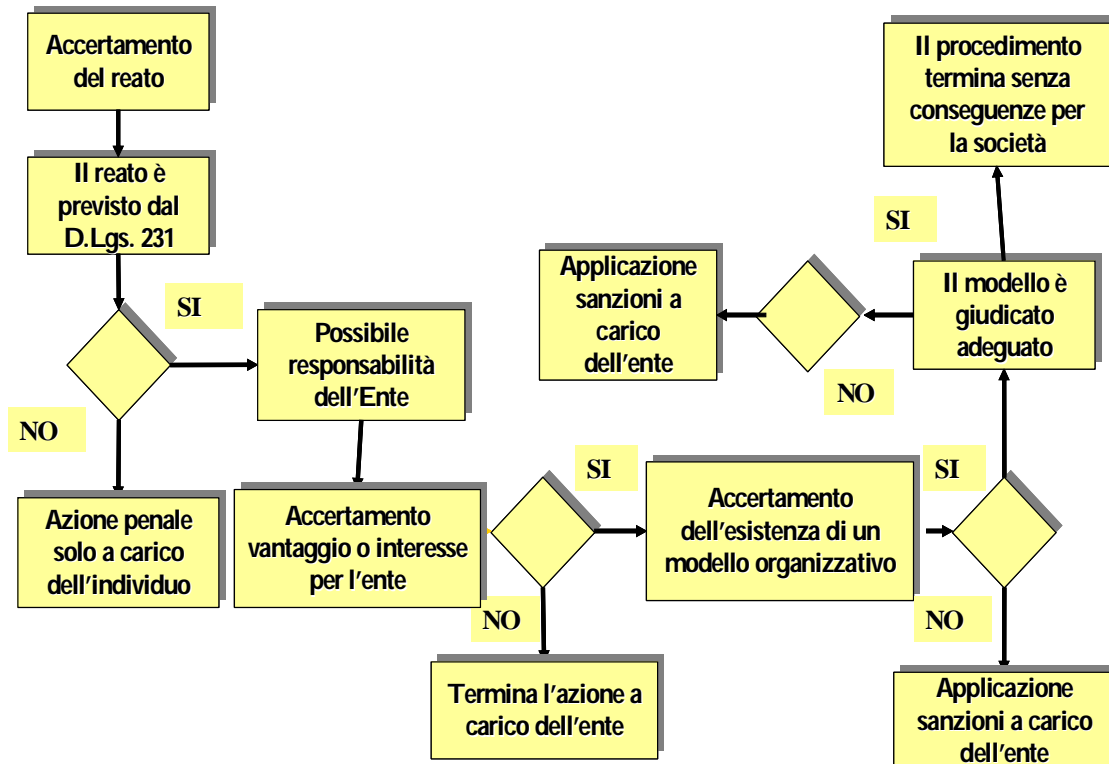 Accertamento
del reato
Il reato è
previsto dal
D.Lgs. 231
SI
NO
Possibile
responsabilità
dell'Ente
Azione penale
solo a carico
dell'individuo
Accertamento
vantaggio o interesse
per l'ente
SI
NO
Termina l'azione a
carico dell'ente
Accertamento
dell'esistenza di un
modello organizzativo
SI
NO
Applicazione
sanzioni a carico
dell'ente
Il modello è
giudicato
adeguato
SI
NO
Applicazione
sanzioni a
carico
dell'ente
Il procedimento
termina senza
conseguenze per
la società